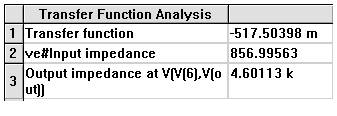 Transfer Function Analysis
1 Transfer function -517.50398 m
2 ve#Input impedance 856.99563
3 Output impedance at V(V(6),V(o 4.60113 k
ut))